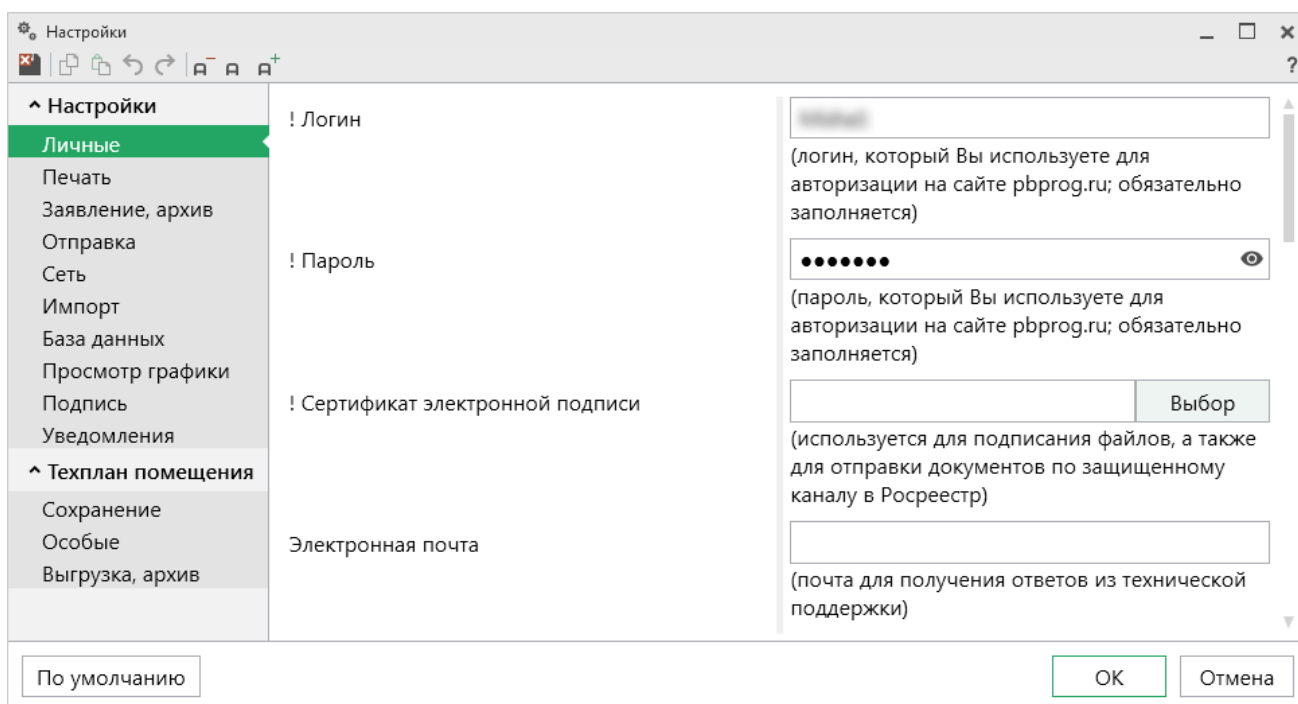 Настройки
?
Настройки
Личные
Печать
Заявление, архив
Отправка
Сеть
Импорт
База данных
Просмотр графики
Подпись
Уведомления
Техплан помещения
Сохранение
Особые
Выгрузка, архив
! Логин
(логин, который Вы используете для
авторизации на сайте pbprog.ru; обязательно
заполняется)
! Пароль
(пароль, который Вы используете для
авторизации на сайте pbprog.ru; обязательно
заполняется)
! Сертификат электронной подписи
Выбор
(используется для подписания файлов, а также
для отправки документов по защищенному
каналу в Росреестр)
Электронная почта
(почта для получения ответов из технической
поддержки)
По умолчанию
ОК
Отмена